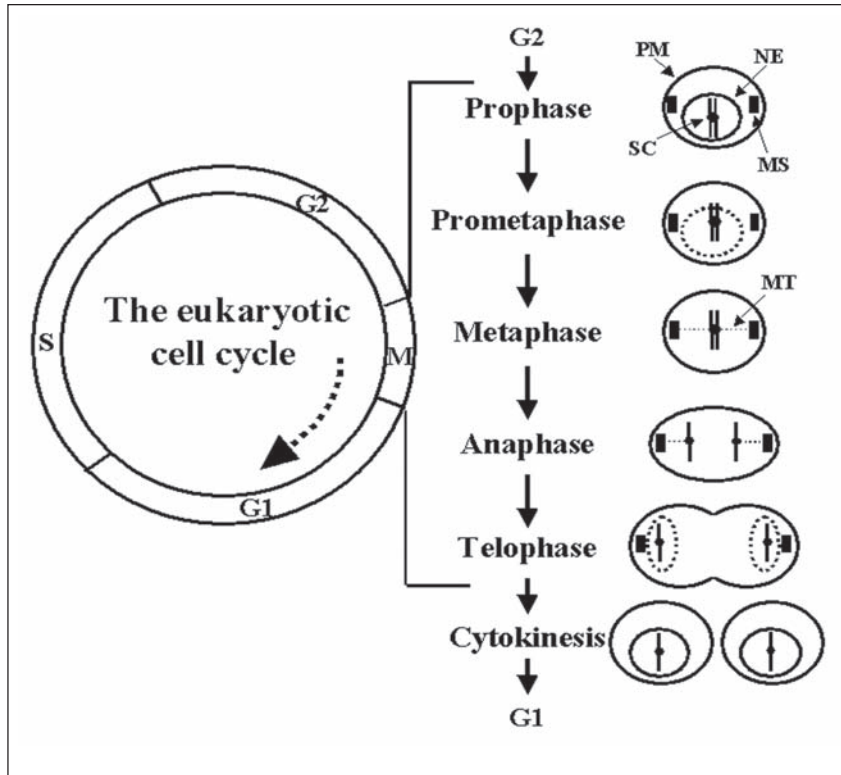 G2
PM
NE
Prophase
SC
MS
G2
Prometaphase
The eukaryotic
cell cycle
MT
S
M
Metaphase
Anaphase
G1
Telophase
Cytokinesis
G1